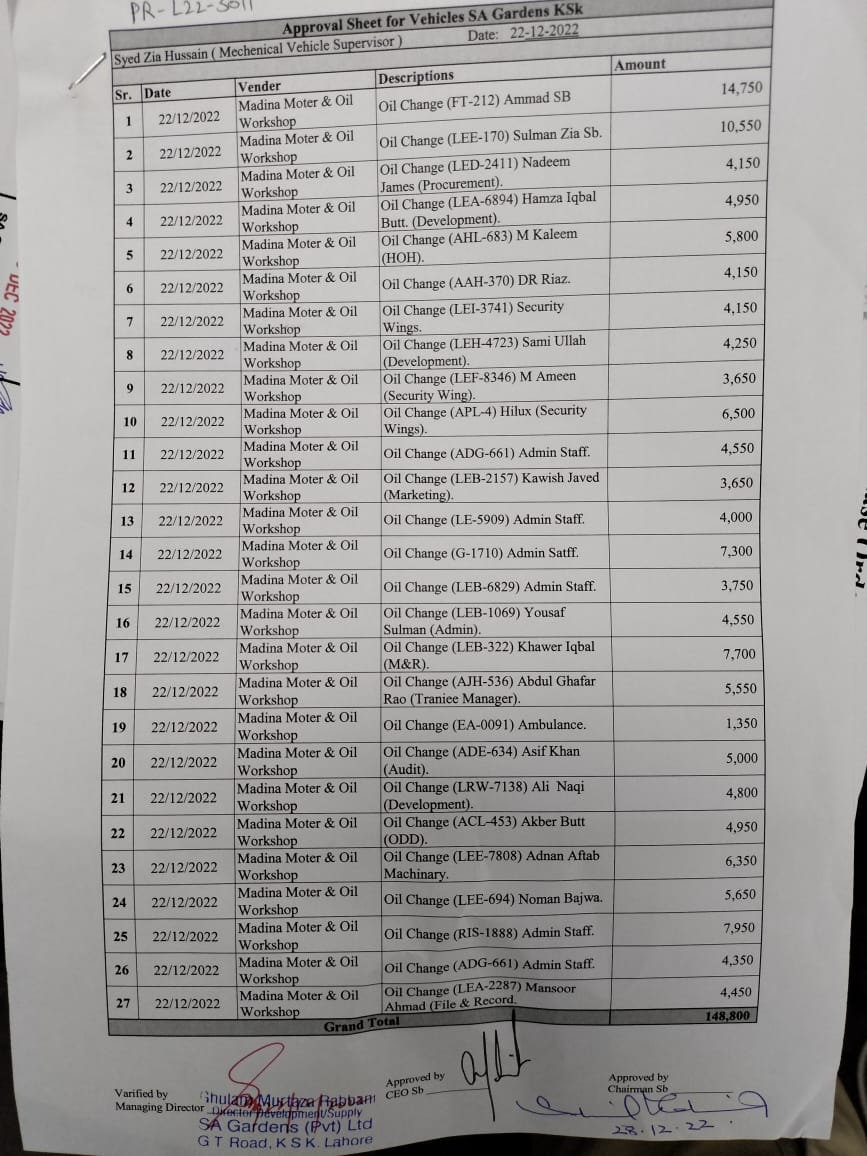 PR-L22-5011
Approval Sheet for Vehicles SA Gardens KSk
Syed Zia Hussain ( Mechenical Vehicle Supervisor ) Date: 22-12-2022
Sr. Date Vender Descriptions Amount
1 22/12/2022 Madina Moter & Oil Workshop Oil Change (FT-212) Ammad SB 14,750
2 22/12/2022 Madina Moter & Oil Workshop Oil Change (LEE-170) Sulman Zia Sb. 10,550
3 22/12/2022 Madina Moter & Oil Workshop Oil Change (LED-2411) Nadeem James (Procurement). 4,150
4 22/12/2022 Madina Moter & Oil Workshop Oil Change (LEA-6894) Hamza Iqbal Butt. (Development). 4,950
5 22/12/2022 Madina Moter & Oil Workshop Oil Change (AHL-683) M Kaleem (HOH). 5,800
6 22/12/2022 Madina Moter & Oil Workshop Oil Change (AAH-370) DR Riaz. 4,150
7 22/12/2022 Madina Moter & Oil Workshop Oil Change (LEI-3741) Security Wings. 4,150
8 22/12/2022 Madina Moter & Oil Workshop Oil Change (LEH-4723) Sami Ullah (Development). 4,250
9 22/12/2022 Madina Moter & Oil Workshop Oil Change (LEF-8346) M Ameen (Security Wing). 3,650
10 22/12/2022 Madina Moter & Oil Workshop Oil Change (APL-4) Hilux (Security Wings). 6,500
11 22/12/2022 Madina Moter & Oil Workshop Oil Change (ADG-661) Admin Staff. 4,550
12 22/12/2022 Madina Moter & Oil Workshop Oil Change (LEB-2157) Kawish Javed (Marketing). 3,650
13 22/12/2022 Madina Moter & Oil Workshop Oil Change (LE-5909) Admin Staff. 4,000
14 22/12/2022 Madina Moter & Oil Workshop Oil Change (G-1710) Admin Satff. 7,300
15 22/12/2022 Madina Moter & Oil Workshop Oil Change (LEB-6829) Admin Staff. 3,750
16 22/12/2022 Madina Moter & Oil Workshop Oil Change (LEB-1069) Yousaf Sulman (Admin). 4,550
17 22/12/2022 Madina Moter & Oil Workshop Oil Change (LEB-322) Khawer Iqbal (M&R). 7,700
18 22/12/2022 Madina Moter & Oil Workshop Oil Change (AJH-536) Abdul Ghafar Rao (Traniee Manager). 5,550
19 22/12/2022 Madina Moter & Oil Workshop Oil Change (EA-0091) Ambulance. 1,350
20 22/12/2022 Madina Moter & Oil Workshop Oil Change (ADE-634) Asif Khan (Audit). 5,000
21 22/12/2022 Madina Moter & Oil Workshop Oil Change (LRW-7138) Ali Naqi (Development). 4,800
22 22/12/2022 Madina Moter & Oil Workshop Oil Change (ACL-453) Akber Butt (ODD). 4,950
23 22/12/2022 Madina Moter & Oil Workshop Oil Change (LEE-7808) Adnan Aftab Machinary. 6,350
24 22/12/2022 Madina Moter & Oil Workshop Oil Change (LEE-694) Noman Bajwa. 5,650
25 22/12/2022 Madina Moter & Oil Workshop Oil Change (RIS-1888) Admin Staff. 7,950
26 22/12/2022 Madina Moter & Oil Workshop Oil Change (ADG-661) Admin Staff. 4,350
27 22/12/2022 Madina Moter & Oil Workshop Oil Change (LEA-2287) Mansoor Ahmad (File & Record. 4,450
Grand Total 148,800
Varified by
Managing Director
Ghulam Murtaza Rabbani
Director Development/Supply
SA Gardens (Pvt) Ltd
G T Road, K S K. Lahore
Approved by
CEO Sb
Approved by
Chairman Sb
28.12.22.
DEC 2022